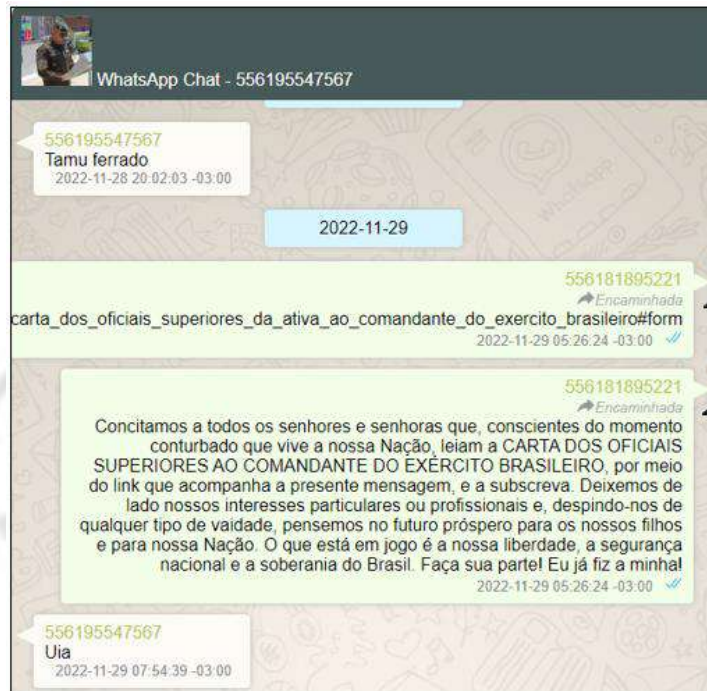 WhatsApp Chat - 556195547567
556195547567
Tamu ferrado
2022-11-28 20:02:03 -03:00
2022-11-29
556181895221
Encaminhada
carta_dos_oficiais_superiores_da_ativa_ao_comandante_do_exercito_brasileiro#form
2022-11-29 05:26:24 -03:00
556181895221
Encaminhada
Concitamos a todos os senhores e senhoras que, conscientes do momento
conturbado que vive a nossa Nação, leiam a CARTA DOS OFICIAIS
SUPERIORES AO COMANDANTE DO EXÉRCITO BRASILEIRO, por meio
do link que acompanha a presente mensagem, e a subscreva. Deixemos de
lado nossos interesses particulares ou profissionais e, despindo-nos de
qualquer tipo de vaidade, pensemos no futuro próspero para os nossos filhos
e para nossa Nação. O que está em jogo é a nossa liberdade, a segurança
nacional e a soberania do Brasil. Faça sua parte! Eu já fiz a minha!
2022-11-29 05:26:24 -03:00
556195547567
Uia
2022-11-29 07:54:39 -03:00